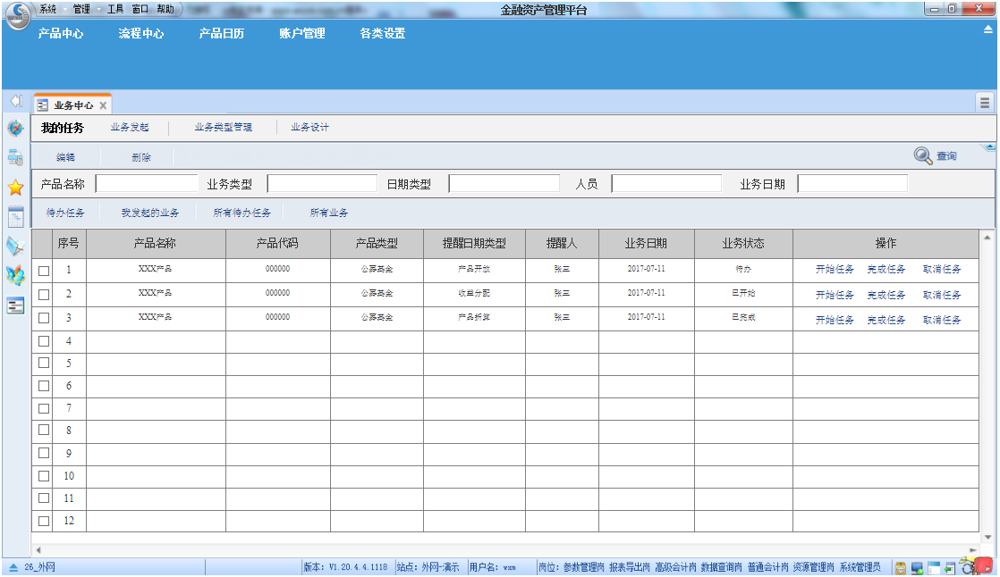 系统 管理 工具 窗口 帮助 金融资产管理平台
产品中心 流程中心 产品日历 账户管理 各类设置
业务中心
我的任务 业务发起 业务类型管理 业务设计
编辑 删除 查询
产品名称 业务类型 日期类型 人员 业务日期
待办任务 我发起的业务 所有待办任务 所有业务
序号 产品名称 产品代码 产品类型 提醒日期类型 提醒人 业务日期 业务状态 操作
1 XXX产品 000000 公募基金 产品开放 张三 2017-07-11 待办 开始任务 完成任务 取消任务
2 XXX产品 000000 公募基金 收益分配 张三 2017-07-11 已开始 开始任务 完成任务 取消任务
3 XXX产品 000000 公募基金 产品折算 张三 2017-07-11 已完成 开始任务 完成任务 取消任务
4
5
6
7
8
9
10
11
12
26_外网 版本: V1.20.4.4.1118 站点: 外网-演示 用户名: wxm 岗位: 参数管理岗 报表导出岗 高级会计岗 数据查询岗 普通会计岗 资源管理岗 系统管理员